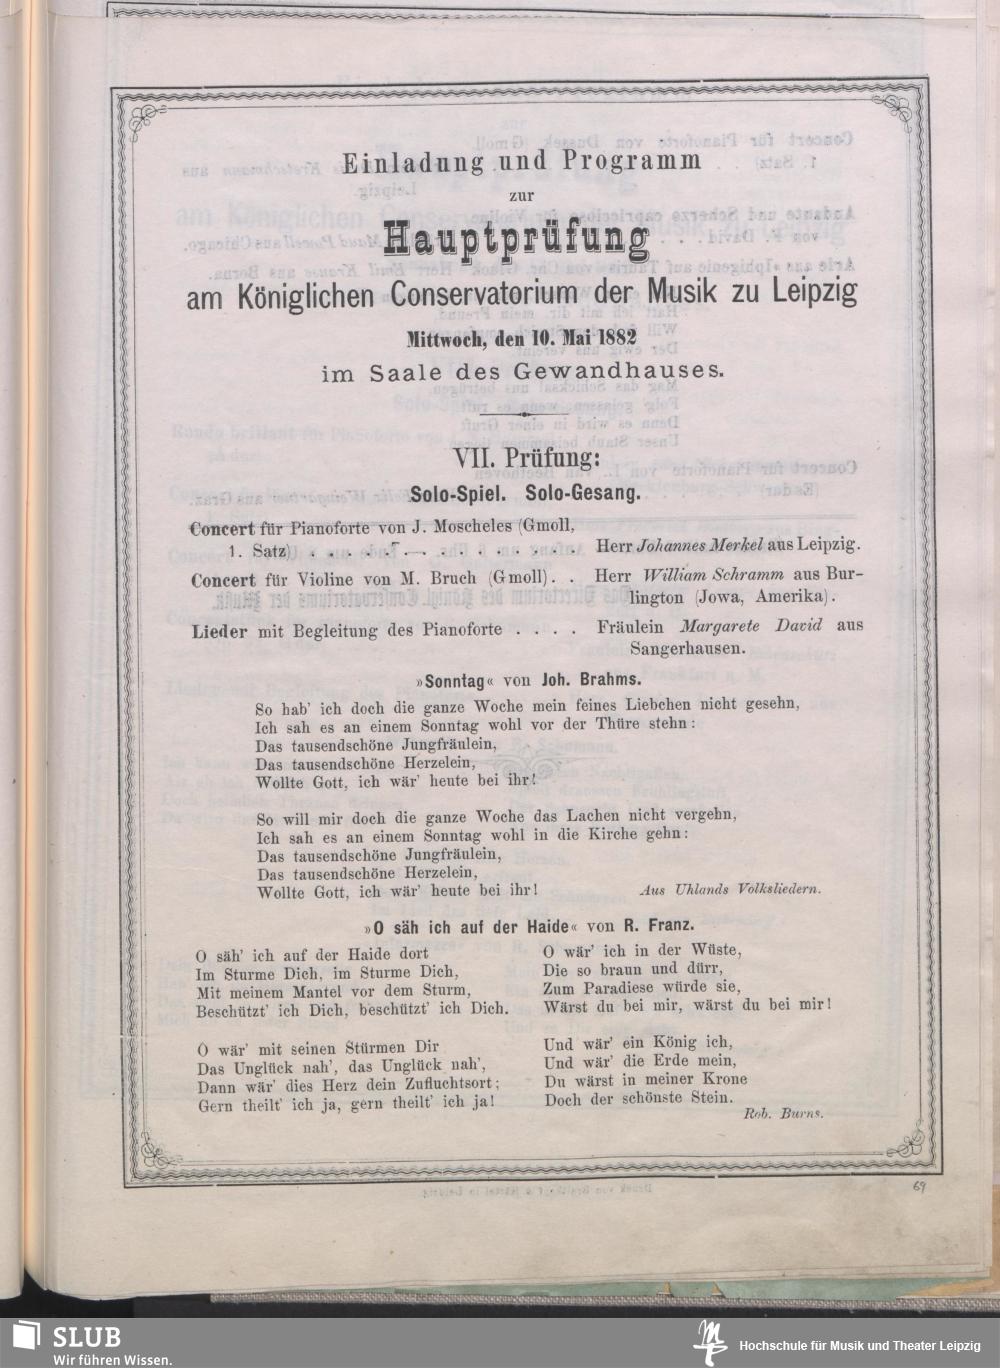 Einladung und Programm
zur
Hauptprüfung
am Königlichen Conservatorium der Musik zu Leipzig
Mittwoch, den 10. Mai 1882
im Saale des Gewandhauses.
VII. Prüfung:
Solo-Spiel. Solo-Gesang.
Concert für Pianoforte von J. Moscheles (Gmoll,
1. Satz) . . . . . . . . . . . . . Herr Johannes Merkel aus Leipzig.
Concert für Violine von M. Bruch (Gmoll) . . Herr William Schramm aus Bur-
lington (Jowa, Amerika).
Lieder mit Begleitung des Pianoforte . . . . Fräulein Margarete David aus
Sangerhausen.
»Sonntag« von Joh. Brahms.
So hab' ich doch die ganze Woche mein feines Liebchen nicht gesehn,
Ich sah es an einem Sonntag wohl vor der Thüre stehn:
Das tausendschöne Jungfräulein,
Das tausendschöne Herzelein,
Wollte Gott, ich wär' heute bei ihr!
So will mir doch die ganze Woche das Lachen nicht vergehn,
Ich sah es an einem Sonntag wohl in die Kirche gehn:
Das tausendschöne Jungfräulein,
Das tausendschöne Herzelein,
Wollte Gott, ich wär' heute bei ihr!
Aus Uhlands Volksliedern.
»O säh ich auf der Haide« von R. Franz.
O säh' ich auf der Haide dort
Im Sturme Dich, im Sturme Dich,
Mit meinem Mantel vor dem Sturm,
Beschützt' ich Dich, beschützt' ich Dich.
O wär' mit seinen Stürmen Dir
Das Unglück nah', das Unglück nah',
Dann wär' dies Herz dein Zufluchtsort;
Gern theilt' ich ja, gern theilt' ich ja!
O wär' ich in der Wüste,
Die so braun und dürr,
Zum Paradiese würde sie,
Wärst du bei mir, wärst du bei mir!
Und wär' ein König ich,
Und wär' die Erde mein,
Du wärst in meiner Krone
Doch der schönste Stein.
Rob. Burns.
69
SLUB
Wir führen Wissen.
Hochschule für Musik und Theater Leipzig